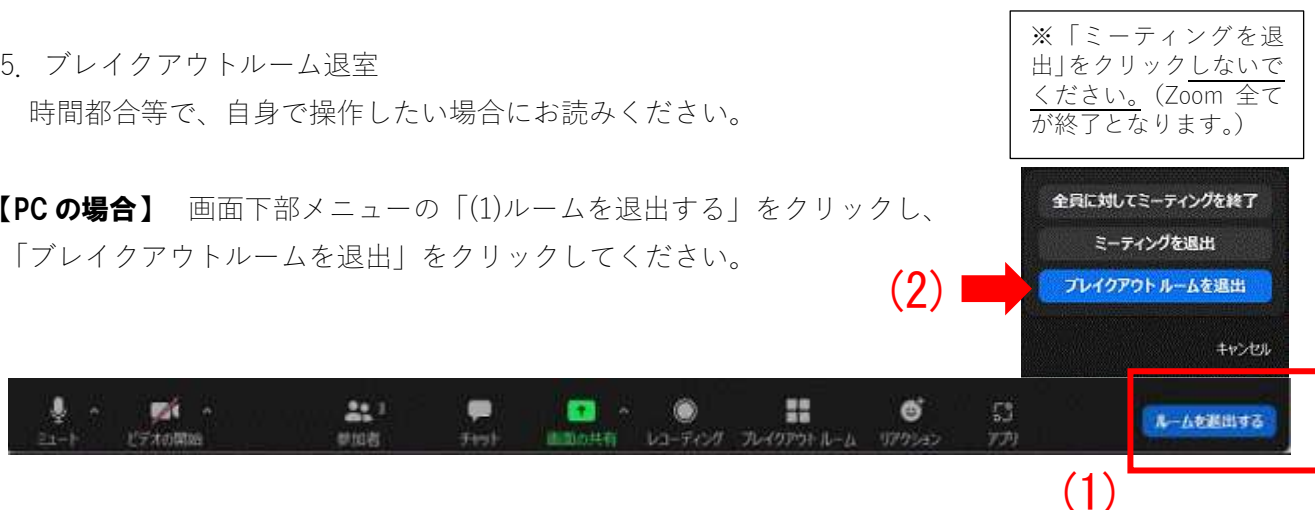 5. ブレイクアウトルーム退室
時間都合等で、自身で操作したい場合にお読みください。
※「ミーティングを退
出」をクリックしないで
ください。（Zoom 全て
が終了となります。）
【PC の場合】 画面下部メニューの「(1)ルームを退出する」をクリックし、
「ブレイクアウトルームを退出」をクリックしてください。
全員に対してミーティングを終了
ミーティングを退出
(2)
ブレイクアウト ルームを退出
キャンセル
ミュート ビデオの開始 参加者 チャット 画面の共有 レコーディング ブレイクアウト ルーム リアクション アプリ ルームを退出する
(1)